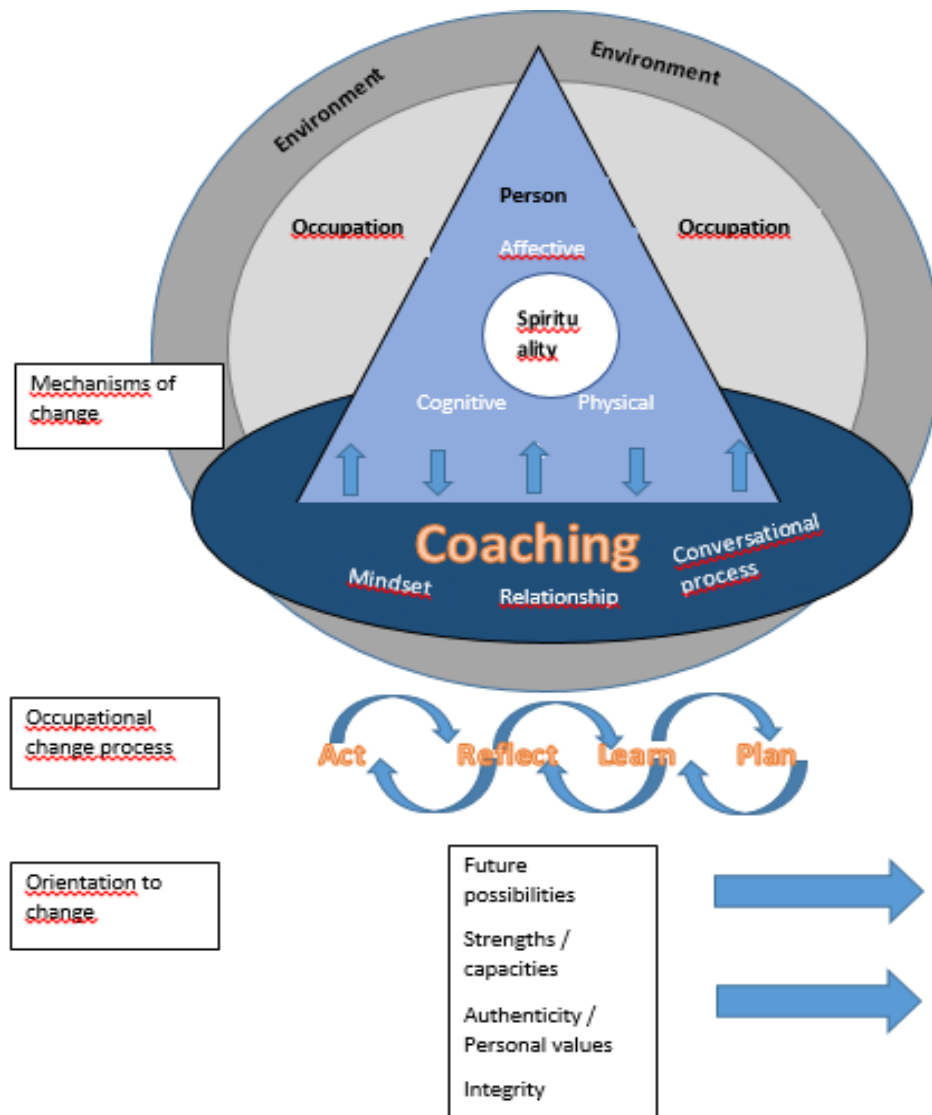 Environment
Environment
Person
Occupation
Occupation
Affective
Spiritu
ality
Mechanisms of
change
Cognitive
Physical
Coaching
Mindset
Relationship
Conversational
process
Occupational
change process
Act
Reflect
Learn
Plan
Orientation to
change
Future
possibilities
Strengths /
capacities
Authenticity /
Personal values
Integrity